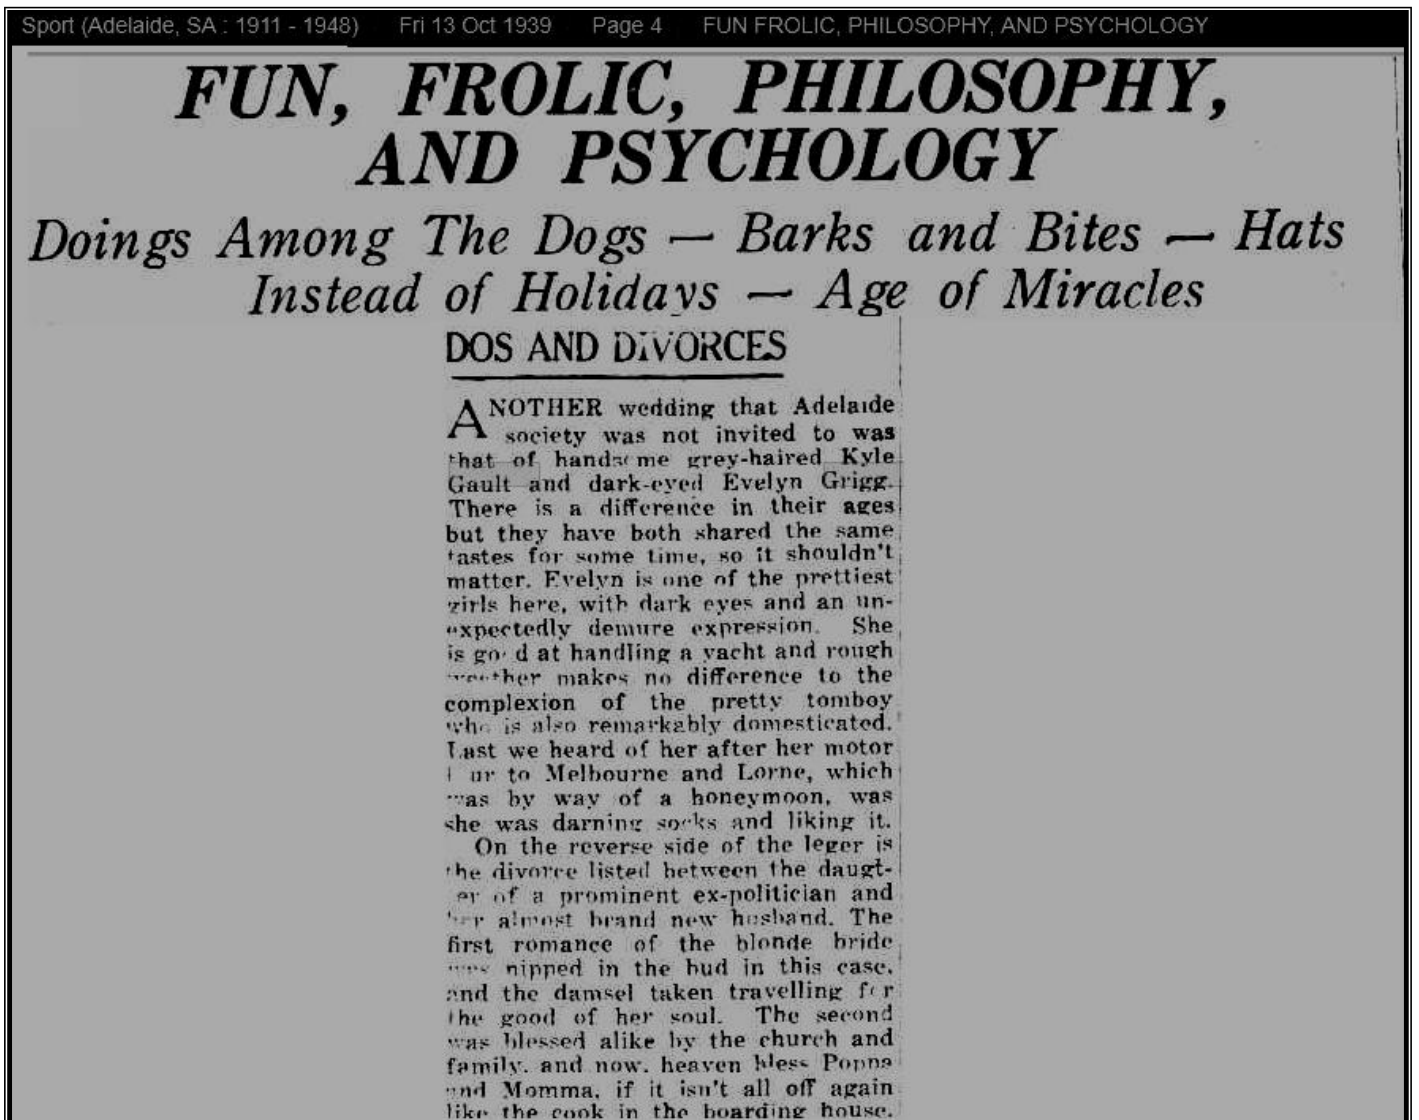 Sport (Adelaide, SA : 1911 - 1948) Fri 13 Oct 1939 Page 4 FUN FROLIC, PHILOSOPHY, AND PSYCHOLOGY
FUN, FROLIC, PHILOSOPHY,
AND PSYCHOLOGY
Doings Among The Dogs — Barks and Bites — Hats
Instead of Holidays — Age of Miracles
DOS AND DIVORCES
ANOTHER wedding that Adelaide
society was not invited to was
that of handsome grey-haired Kyle
Gault and dark-eyed Evelyn Grigg.
There is a difference in their ages
but they have both shared the same
tastes for some time, so it shouldn't
matter. Evelyn is one of the prettiest
girls here, with dark eyes and an un-
expectedly demure expression. She
is good at handling a yacht and rough
weather makes no difference to the
complexion of the pretty tomboy
who is also remarkably domesticated.
Last we heard of her after her motor
to Melbourne and Lorne, which
was by way of a honeymoon, was
she was darning socks and liking it.
On the reverse side of the leger is
the divorce listed between the daugt-
er of a prominent ex-politician and
her almost brand new husband. The
first romance of the blonde bride
was nipped in the bud in this case,
and the damsel taken travelling for
the good of her soul. The second
was blessed alike by the church and
family, and now, heaven bless Poppa
and Momma, if it isn't all off again
like the cook in the boarding house.